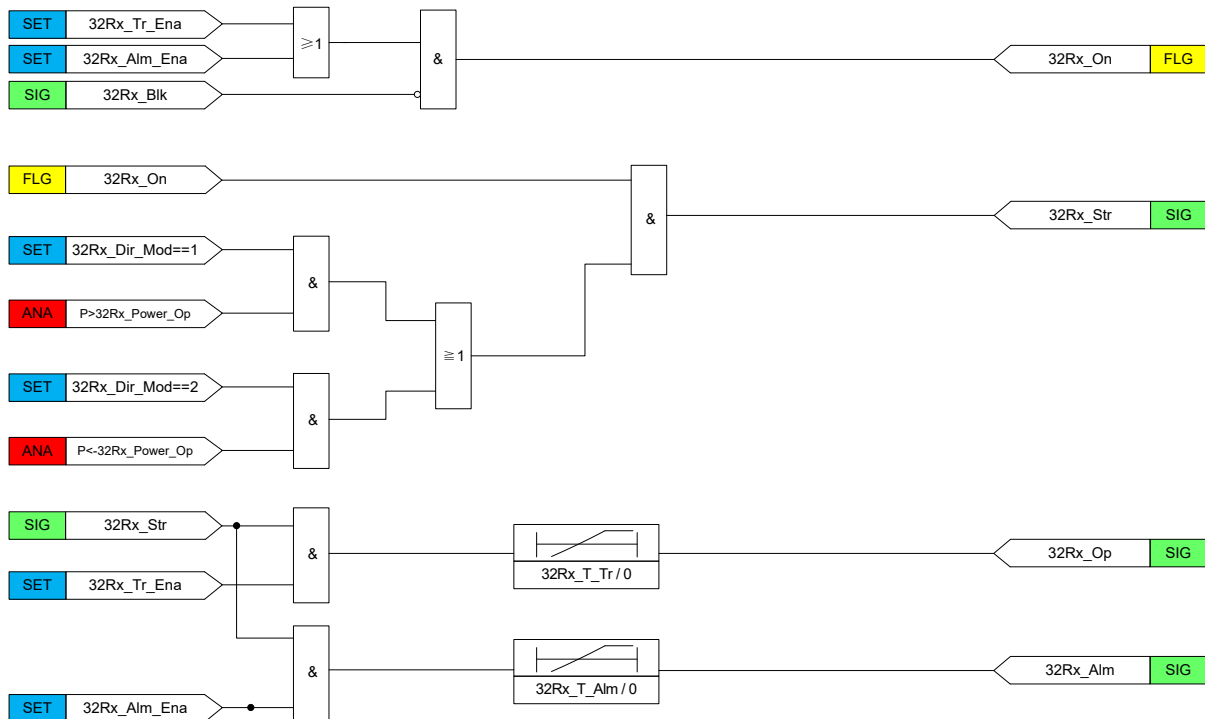 SET 32Rx_Tr_Ena
≥1
&
SET 32Rx_Alm_Ena
32Rx_On FLG
SIG 32Rx_Blk
FLG 32Rx_On
&
32Rx_Str SIG
SET 32Rx_Dir_Mod==1
&
ANA P>32Rx_Power_Op
≧1
SET 32Rx_Dir_Mod==2
&
ANA P<-32Rx_Power_Op
SIG 32Rx_Str
&
32Rx_Op SIG
32Rx_T_Tr / 0
SET 32Rx_Tr_Ena
&
32Rx_Alm SIG
32Rx_T_Alm / 0
SET 32Rx_Alm_Ena